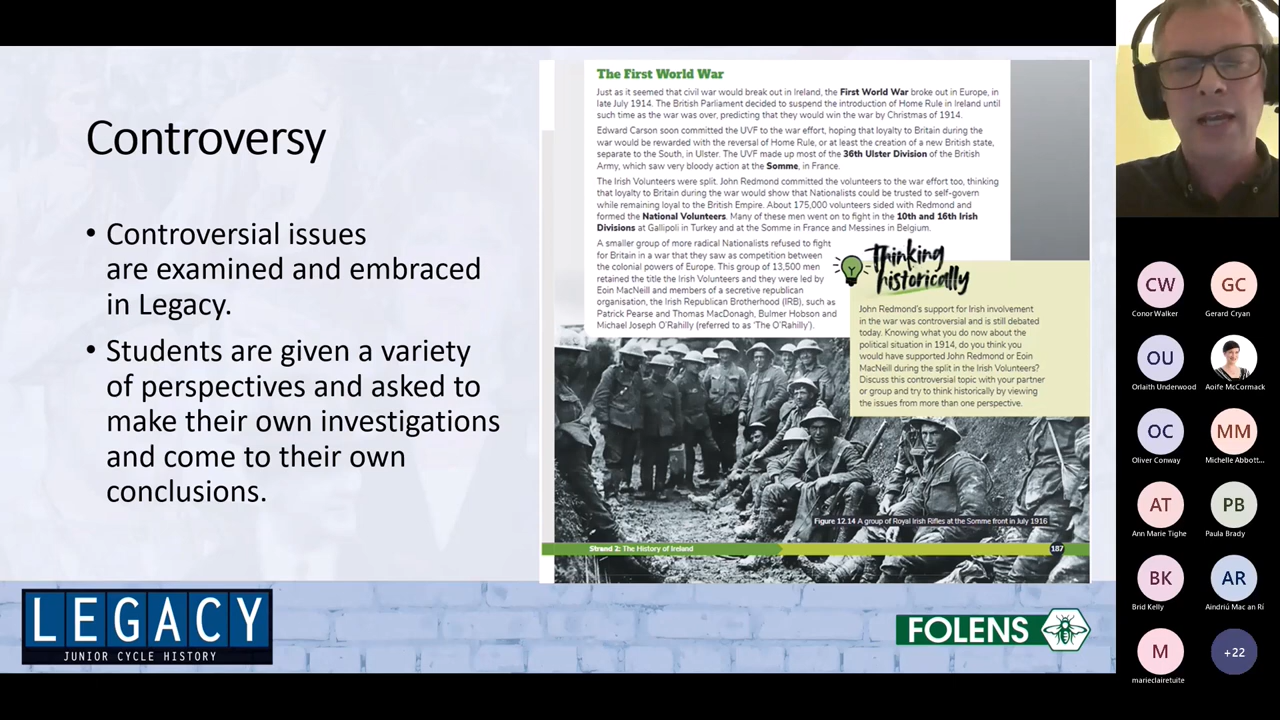 Controversy
• Controversial issues
are examined and embraced
in Legacy.
• Students are given a variety
of perspectives and asked to
make their own investigations
and come to their own
conclusions.
The First World War
Just as it seemed that civil war would break out in Ireland, the First World War broke out in Europe, in
late July 1914. The British Parliament decided to suspend the introduction of Home Rule in Ireland until
such time as the war was over, predicting that they would win the war by Christmas of 1914.
Edward Carson soon committed the UVF to the war effort, hoping that loyalty to Britain during the
war would be rewarded with the reversal of Home Rule, or at least the creation of a new British state,
separate to the South, in Ulster. The UVF made up most of the 36th Ulster Division of the British
Army, which saw very bloody action at the Somme, in France.
The Irish Volunteers were split. John Redmond committed the volunteers to the war effort too, thinking
that loyalty to Britain during the war would show that Nationalists could be trusted to self-govern
while remaining loyal to the British Empire. About 175,000 volunteers sided with Redmond and
formed the National Volunteers. Many of these men went on to fight in the 10th and 16th Irish
Divisions at Gallipoli in Turkey and at the Somme in France and Messines in Belgium.
A smaller group of more radical Nationalists refused to fight
for Britain in a war that they saw as competition between
the colonial powers of Europe. This group of 13,500 men
retained the title the Irish Volunteers and they were led by
Eoin MacNeill and members of a secretive republican
organisation, the Irish Republican Brotherhood (IRB), such as
Patrick Pearse and Thomas MacDonagh, Bulmer Hobson and
Michael Joseph O'Rahilly (referred to as 'The O'Rahilly').
Thinking
historically
John Redmond's support for Irish involvement
in the war was controversial and is still debated
today. Knowing what you do now about the
political situation in 1914, do you think you
would have supported John Redmond or Eoin
MacNeill during the split in the Irish Volunteers?
Discuss this controversial topic with your partner
or group and try to think historically by viewing
the issues from more than one perspective.
Figure 12.14 A group of Royal Irish Rifles at the Somme front in July 1916
Strand 2: The History of Ireland
187
LEGACY
JUNIOR CYCLE HISTORY
FOLENS
CW
Conor Walker
GC
Gerard Cryan
OU
Orlaith Underwood
Aoife McCormack
OC
Oliver Conway
MM
Michelle Abbott...
AT
Ann Marie Tighe
PB
Paula Brady
BK
Brid Kelly
AR
Aindriú Mac an Rí
M
marieclairetuite
+22